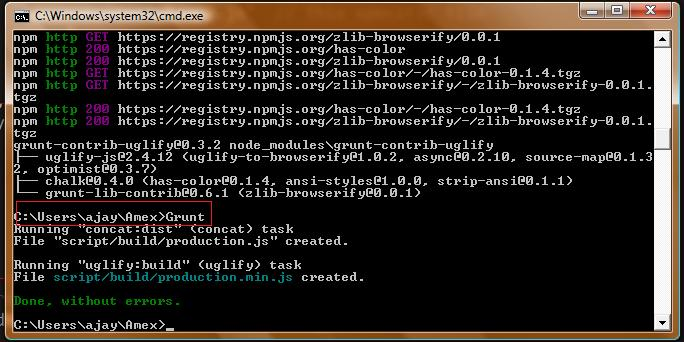 C:\Windows\system32\cmd.exe
npm http GET https://registry.npmjs.org/zlib-browserify/0.0.1
npm http 200 https://registry.npmjs.org/has-color
npm http 200 https://registry.npmjs.org/zlib-browserify/0.0.1
npm http GET https://registry.npmjs.org/has-color/-/has-color-0.1.4.tgz
npm http GET https://registry.npmjs.org/zlib-browserify/-/zlib-browserify-0.0.1.
tgz
npm http 200 https://registry.npmjs.org/has-color/-/has-color-0.1.4.tgz
npm http 200 https://registry.npmjs.org/zlib-browserify/-/zlib-browserify-0.0.1.
tgz
grunt-contrib-uglify@0.3.2 node_modules\grunt-contrib-uglify
├── uglify-js@2.4.12 (uglify-to-browserify@1.0.2, async@0.2.10, source-map@0.1.3
2, optimist@0.3.7)
├── chalk@0.4.0 (has-color@0.1.4, ansi-styles@1.0.0, strip-ansi@0.1.1)
└── grunt-lib-contrib@0.6.1 (zlib-browserify@0.0.1)
C:\Users\ajay\Amex>Grunt
Running "concat:dist" (concat) task
File "script/build/production.js" created.
Running "uglify:build" (uglify) task
File script/build/production.min.js created.
Done, without errors.
C:\Users\ajay\Amex>_